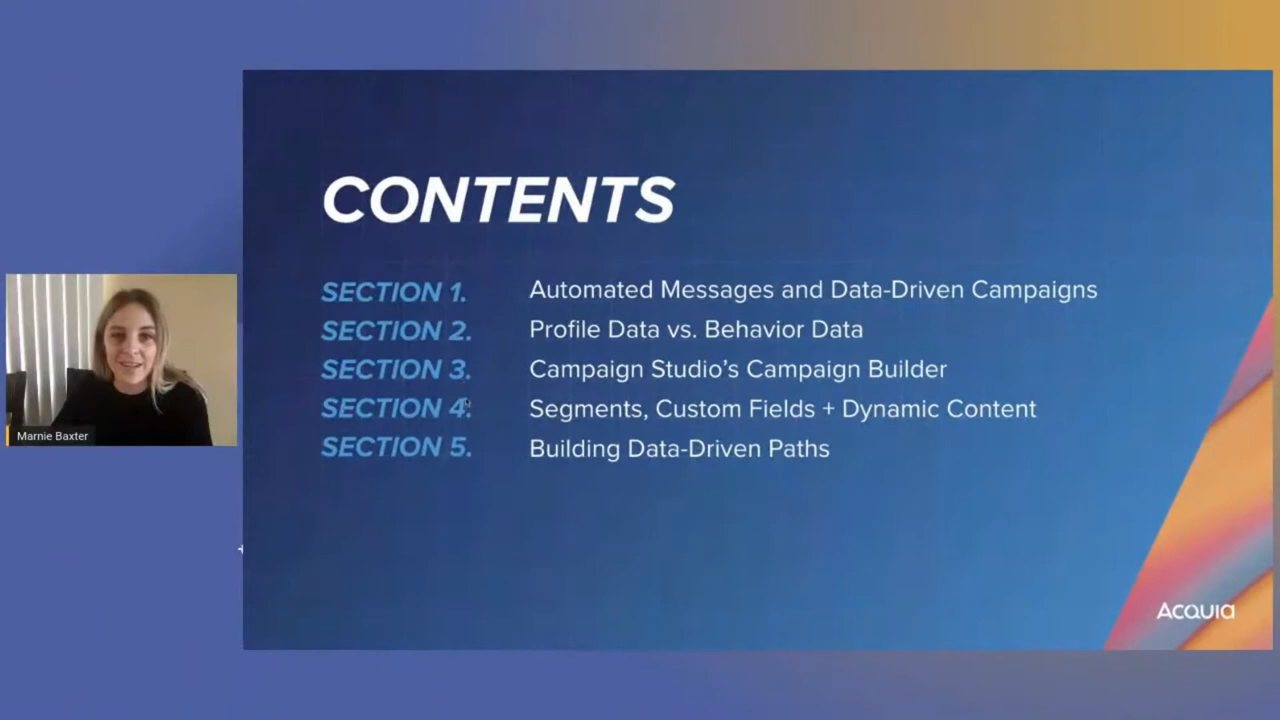 CONTENTS
SECTION 1. Automated Messages and Data-Driven Campaigns
SECTION 2. Profile Data vs. Behavior Data
SECTION 3. Campaign Studio’s Campaign Builder
SECTION 4. Segments, Custom Fields + Dynamic Content
SECTION 5. Building Data-Driven Paths
Marnie Baxter
Acquia